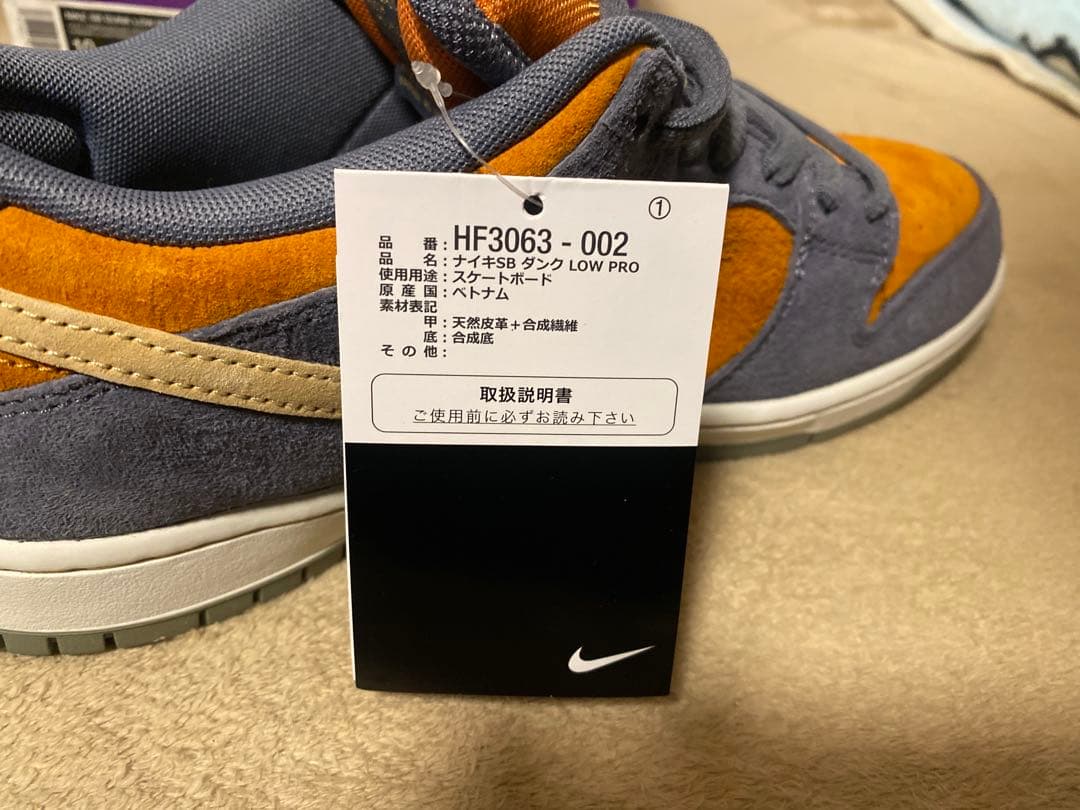 ①
品番:HF3063-002
品名:ナイキSB ダンク LOW PRO
使用用途:スケートボード
原産国:ベトナム
素材表記
甲:天然皮革+合成繊維
底:合成底
その他:
取扱説明書
ご使用前に必ずお読み下さい